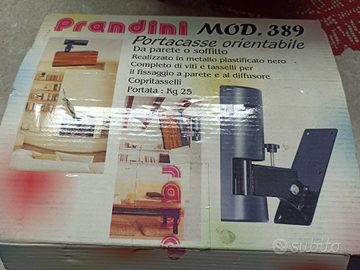 Prandini MOD. 389
Portacasse orientabile
Da parete o soffitto
Realizzato in metallo plastificato nero
Completo di viti e tasselli per
il fissaggio a parete e al diffusore
Copritasselli
Portata : Kg 25
subito